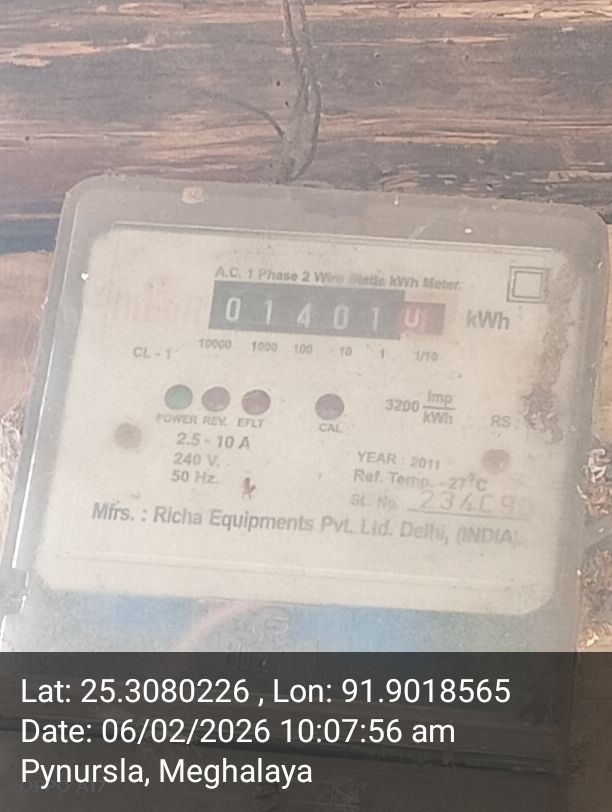 A.C. 1 Phase 2 Wire Static kWh Meter.
0 1 4 0 1 kWh
CL - 1 10000 1000 100 10 1 1/10
POWER REV. EFLT CAL 3200 Imp/kWh RS :
2.5 - 10 A
240 V.
50 Hz.
YEAR : 2011
Ref. Temp. - 27°C
SL. No.
Mfrs. : Richa Equipments Pvt. Ltd. Delhi, (INDIA).
Lat: 25.3080226 , Lon: 91.9018565
Date: 06/02/2026 10:07:56 am
Pynursla, Meghalaya
OPPO A17